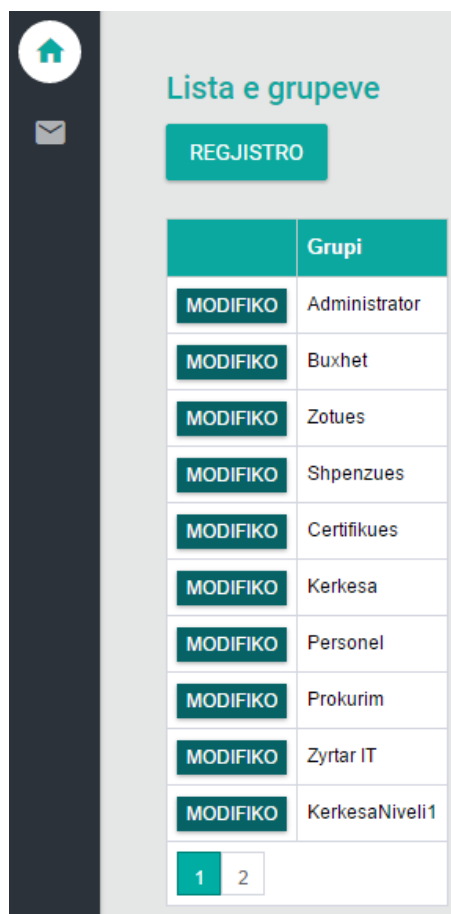 Lista e grupeve
REGJISTRO
Grupi
MODIFIKO Administrator
MODIFIKO Buxhet
MODIFIKO Zotues
MODIFIKO Shpenzues
MODIFIKO Certifikues
MODIFIKO Kerkesa
MODIFIKO Personel
MODIFIKO Prokurim
MODIFIKO Zyrtar IT
MODIFIKO KerkesaNiveli1
1 2